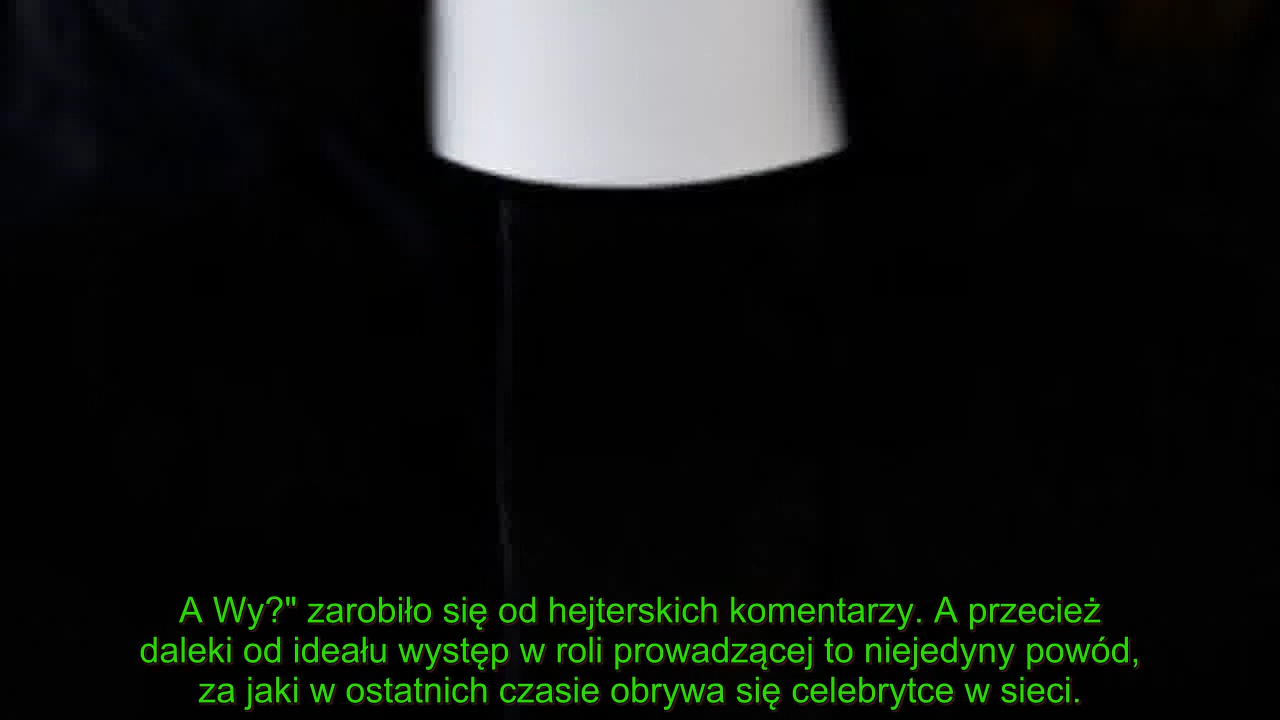 A Wy?" zarobiło się od hejterskich komentarzy. A przecież
daleki od ideału występ w roli prowadzącej to niejedyny powód,
za jaki w ostatnich czasie obrywa się celebrytce w sieci.